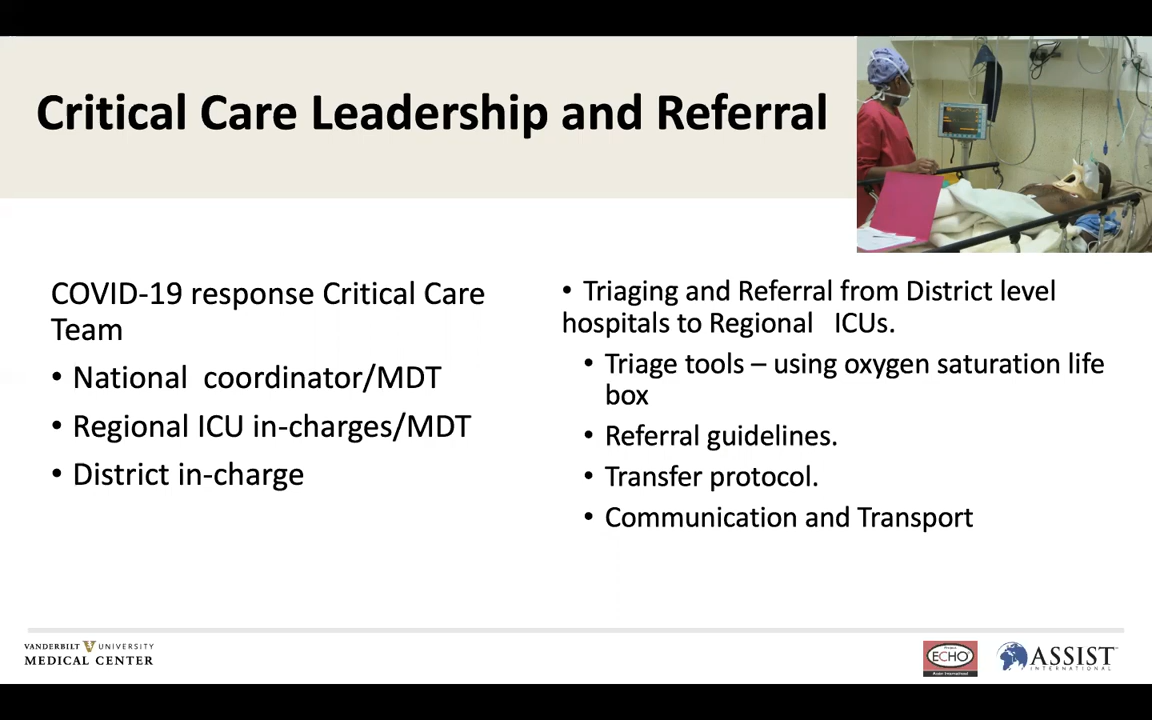 Critical Care Leadership and Referral
COVID-19 response Critical Care
Team
• National coordinator/MDT
• Regional ICU in-charges/MDT
• District in-charge
• Triaging and Referral from District level
hospitals to Regional ICUs.
• Triage tools – using oxygen saturation life
box
• Referral guidelines.
• Transfer protocol.
• Communication and Transport
VANDERBILT UNIVERSITY
MEDICAL CENTER
ECHO
Assist International
ASSIST
INTERNATIONAL